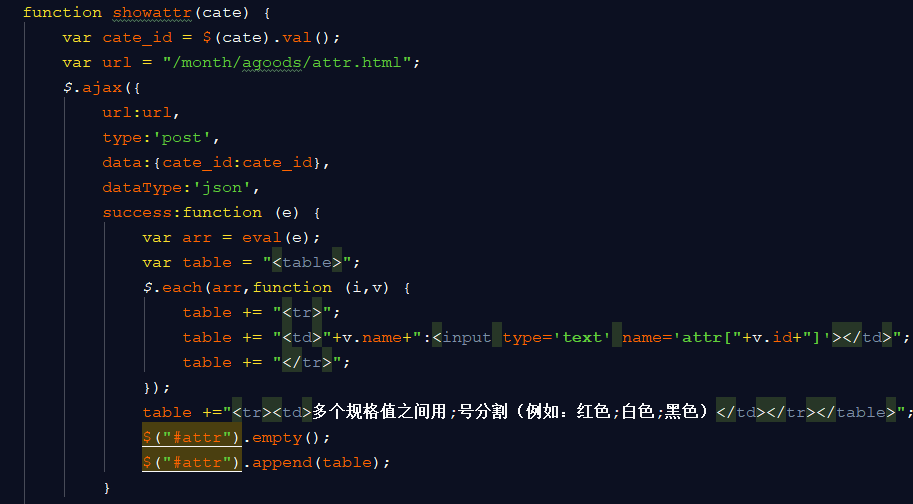 function showattr(cate) {
var cate_id = $(cate).val();
var url = "/month/agoods/attr.html";
$.ajax({
url:url,
type:'post',
data:{cate_id:cate_id},
dataType:'json',
success:function (e) {
var arr = eval(e);
var table = "<table>";
$.each(arr,function (i,v) {
table += "<tr>";
table += "<td>"+v.name+":<input type='text' name='attr["+v.id+"]'></td>";
table += "</tr>";
});
table +="<tr><td>多个规格值之间用;号分割（例如：红色;白色;黑色）</td></tr></table>";
$("#attr").empty();
$("#attr").append(table);
}